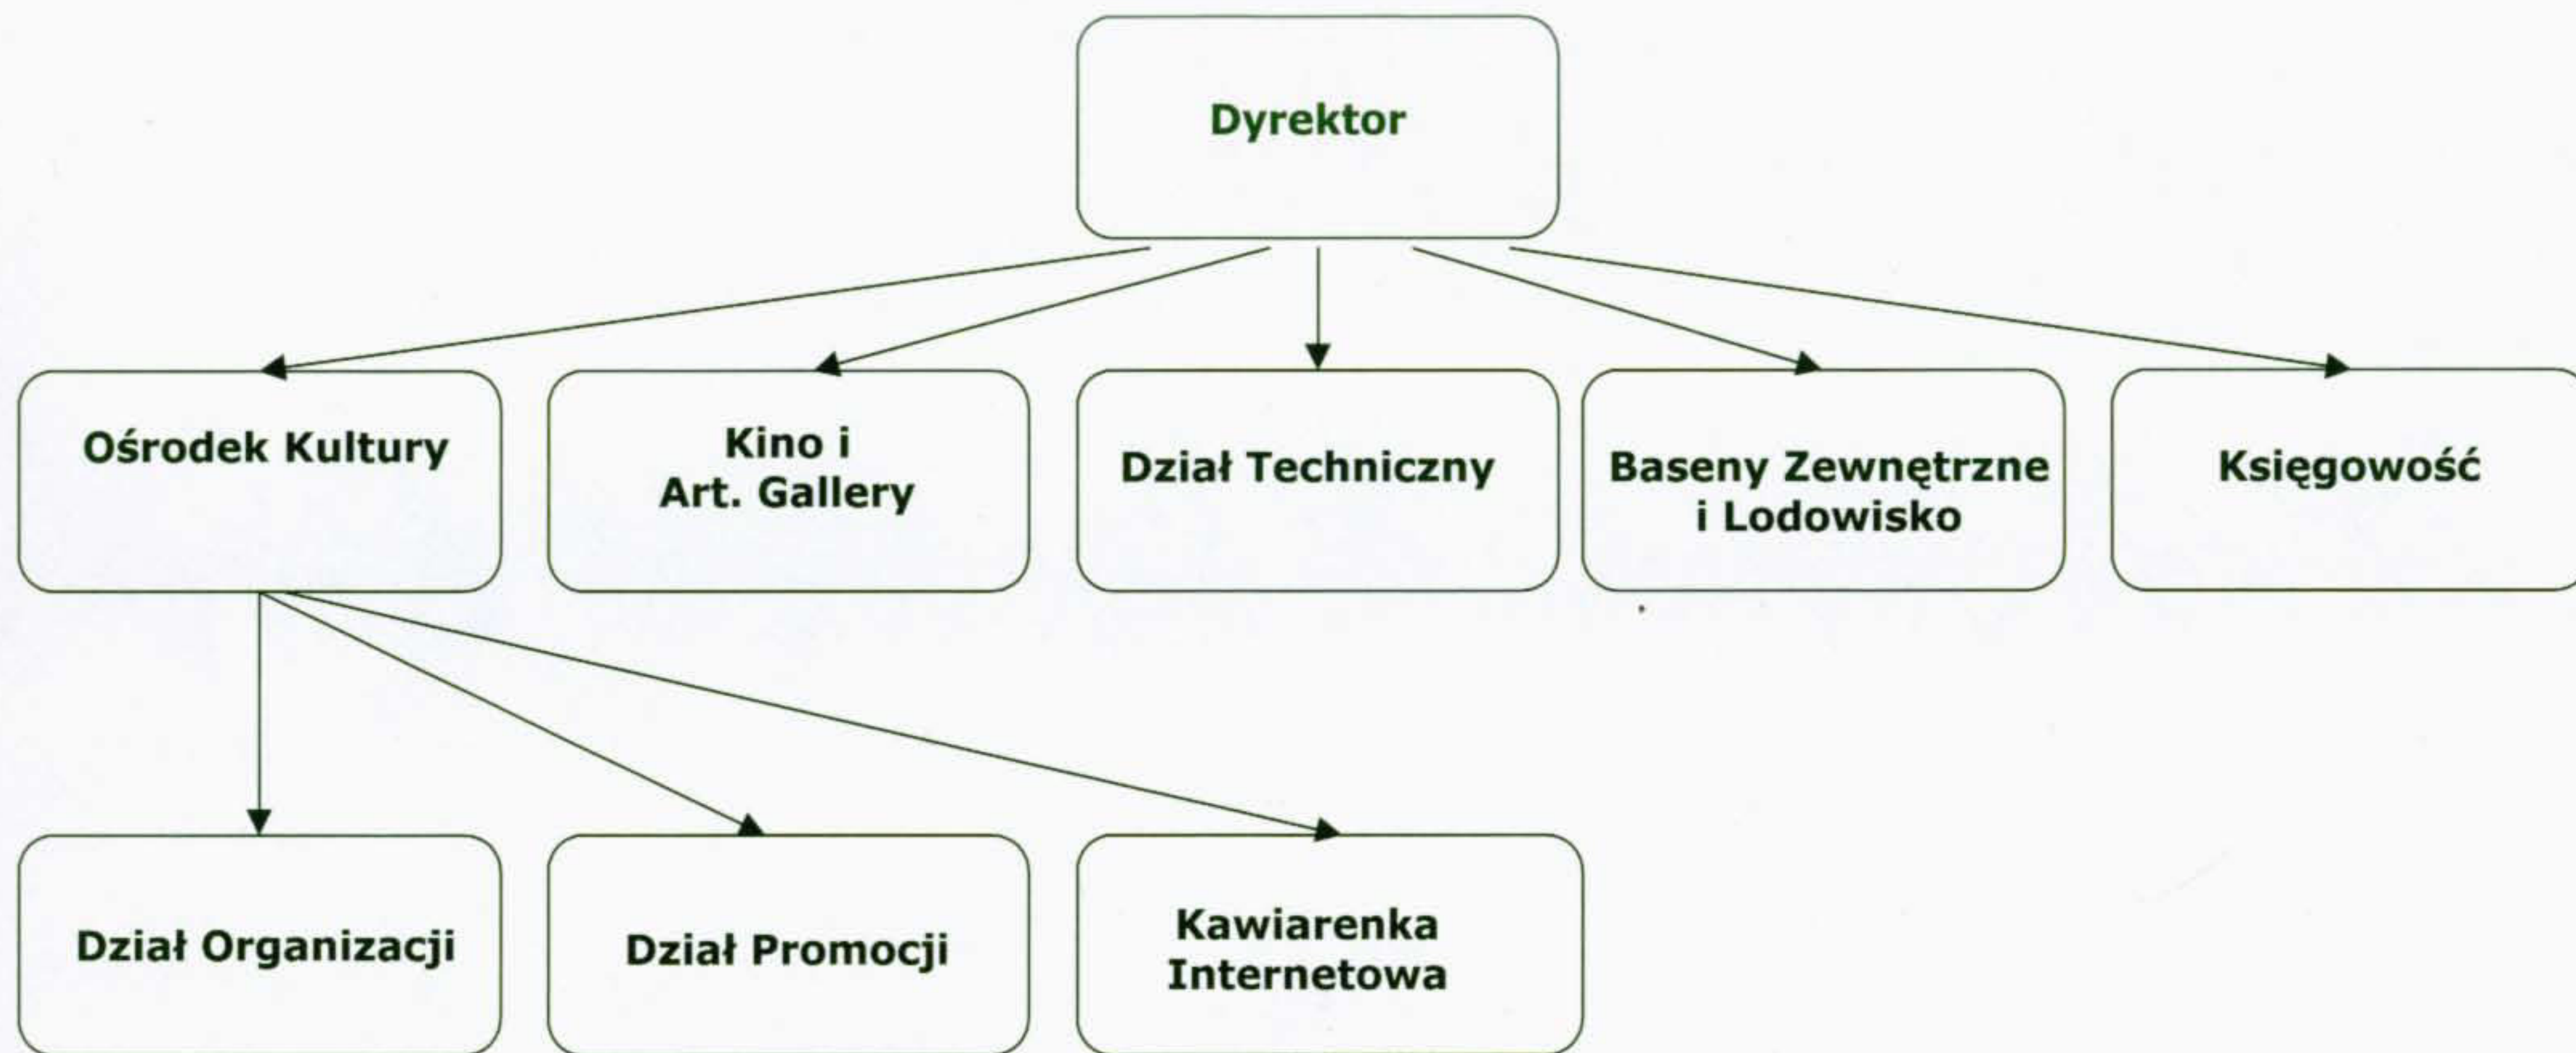 Dyrektor
Ośrodek Kultury
Kino i
Art. Gallery
Dział Techniczny
Baseny Zewnętrzne
i Lodowisko
Księgowość
Dział Organizacji
Dział Promocji
Kawiarenka
Internetowa